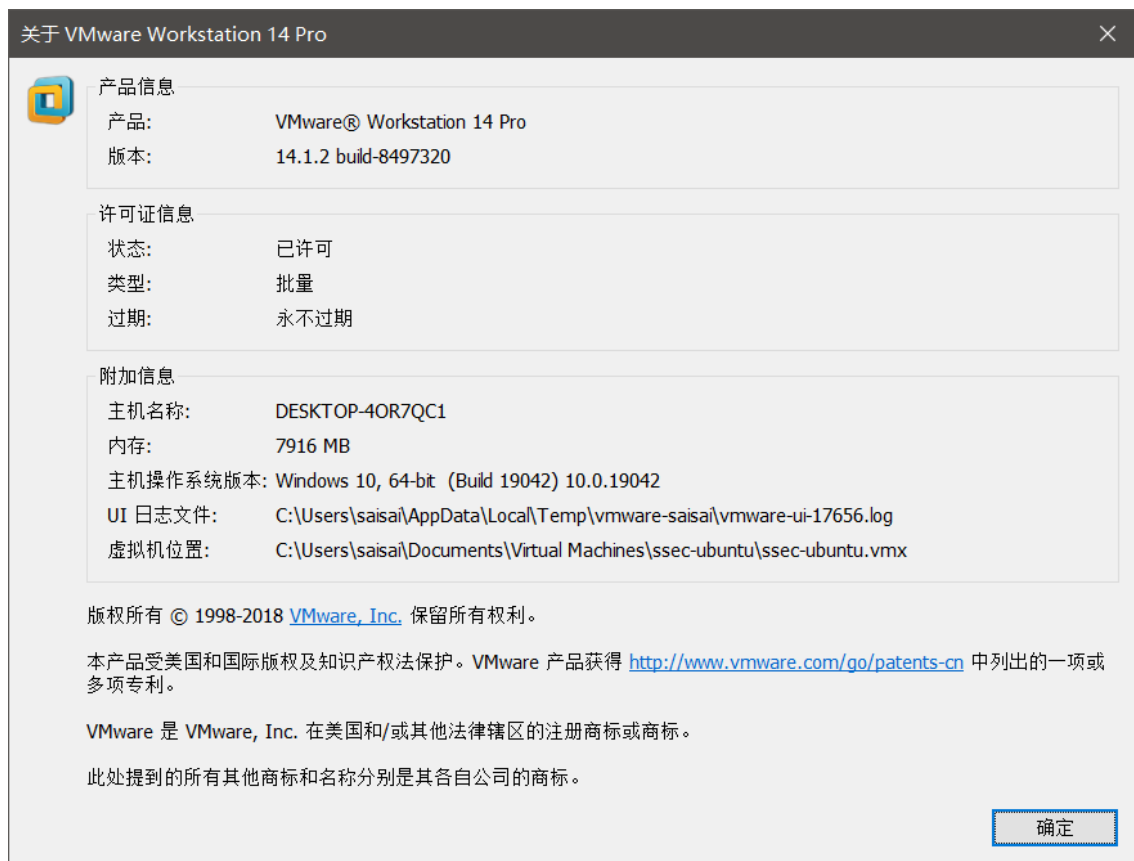 关于 VMware Workstation 14 Pro
产品信息
产品: VMware® Workstation 14 Pro
版本: 14.1.2 build-8497320
许可证信息
状态: 已许可
类型: 批量
过期: 永不过期
附加信息
主机名称: DESKTOP-4OR7QC1
内存: 7916 MB
主机操作系统版本: Windows 10, 64-bit  (Build 19042) 10.0.19042
UI 日志文件: C:\Users\saisai\AppData\Local\Temp\vmware-saisai\vmware-ui-17656.log
虚拟机位置: C:\Users\saisai\Documents\Virtual Machines\ssec-ubuntu\ssec-ubuntu.vmx
版权所有 © 1998-2018 VMware, Inc. 保留所有权利。
本产品受美国和国际版权及知识产权法保护。VMware 产品获得 http://www.vmware.com/go/patents-cn 中列出的一项或
多项专利。
VMware 是 VMware, Inc. 在美国和/或其他法律辖区的注册商标或商标。
此处提到的所有其他商标和名称分别是其各自公司的商标。
确定